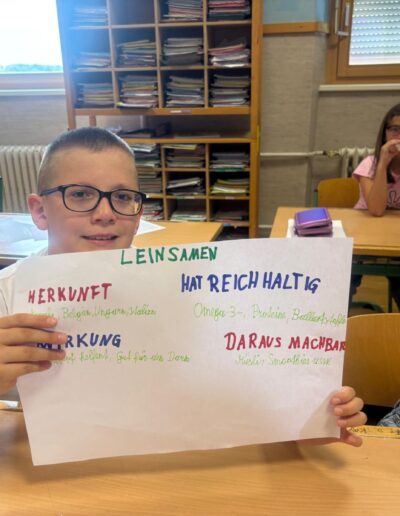 LEINSAMEN
HERKUNFT
Belgien, Ungarn, Italien
HAT REICHHALTIG
Omega 3-, Proteine, Ballaststoffe
WIRKUNG
Gut für den Darm
DARAUS MACHBAR
Müsli, Smoothies usw.